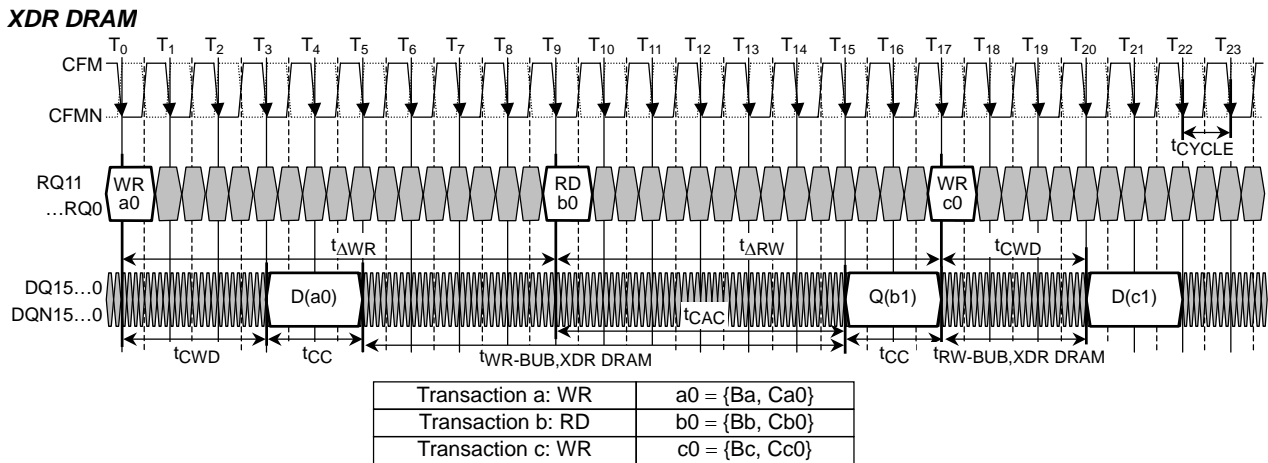 XDR DRAM
T0 T1 T2 T3 T4 T5 T6 T7 T8 T9 T10 T11 T12 T13 T14 T15 T16 T17 T18 T19 T20 T21 T22 T23
CFM
CFMN
tCYCLE
RQ11
...RQ0
WR
a0
RD
b0
WR
c0
tΔWR tΔRW tCWD
DQ15...0
DQN15...0
D(a0) Q(b1) D(c1)
tCAC
tCWD tCC tWR-BUB,XDR DRAM tCC tRW-BUB,XDR DRAM
Transaction a: WR a0 = {Ba, Ca0}
Transaction b: RD b0 = {Bb, Cb0}
Transaction c: WR c0 = {Bc, Cc0}